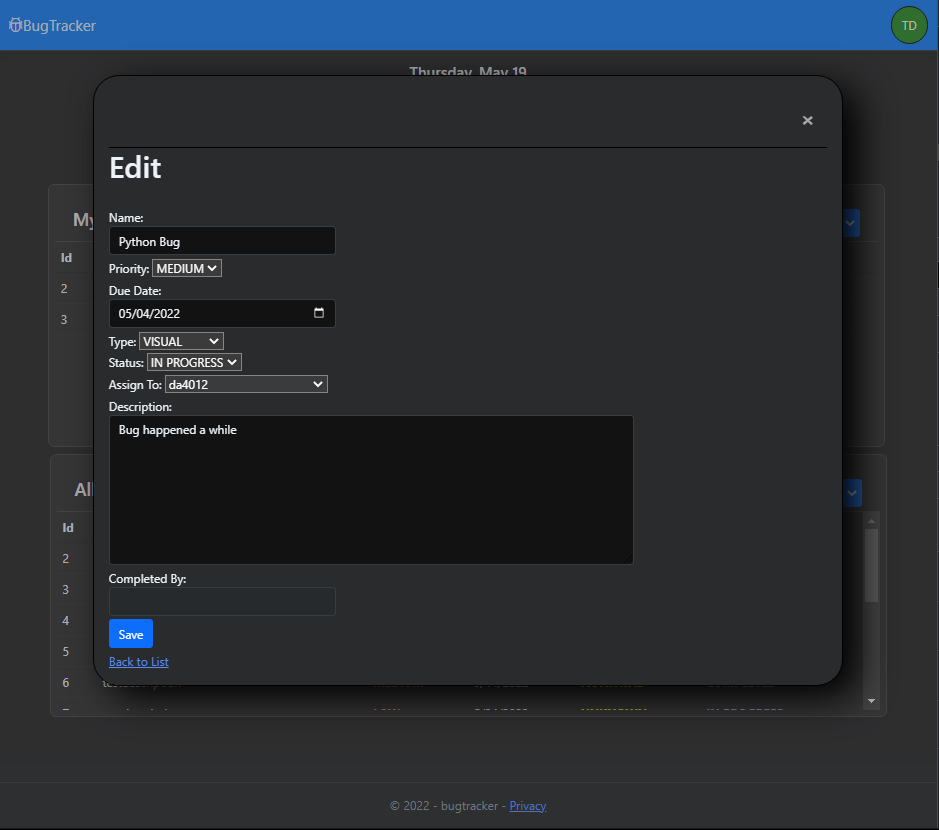 BugTracker
TD
Thursday, May 19
×
Edit
Name:
Python Bug
Priority: MEDIUM
Due Date:
05/04/2022
Type: VISUAL
Status: IN PROGRESS
Assign To: da4012
Description:
Bug happened a while
Completed By:
Save
Back to List
My
Id
2
3
All
Id
2
3
4
5
6
© 2022 - bugtracker - Privacy